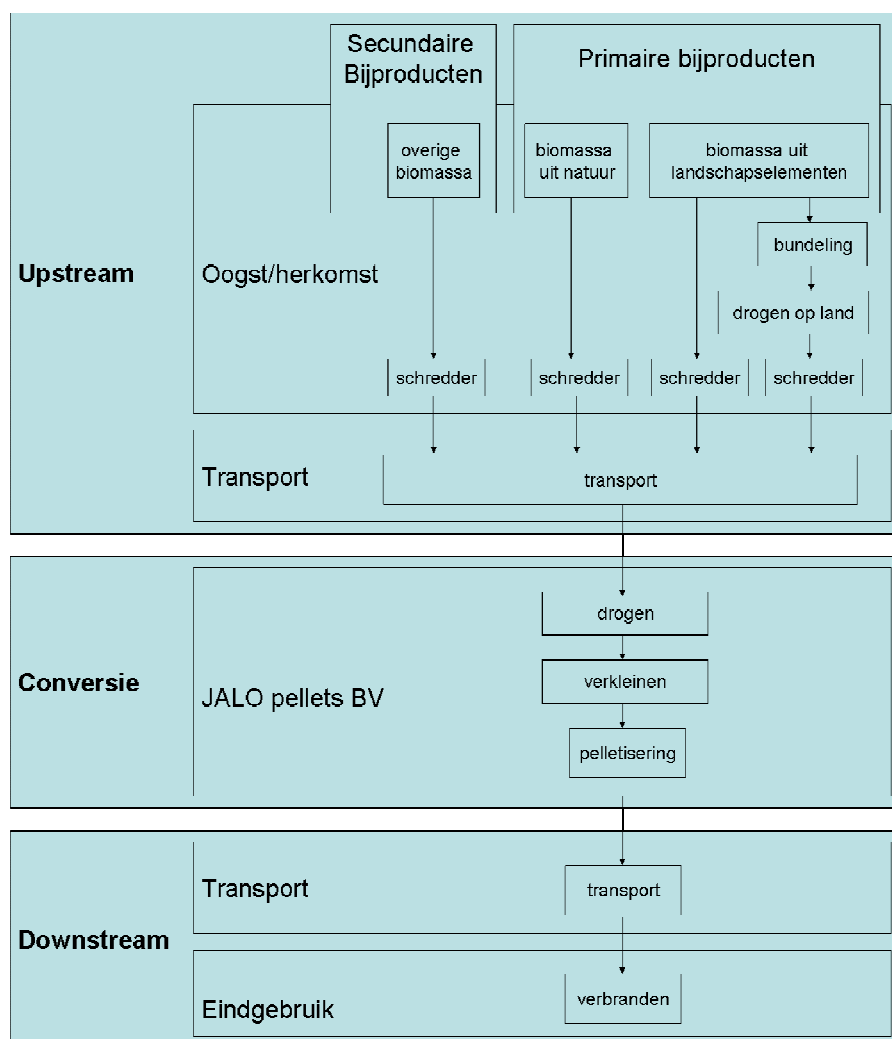 Secundaire
Bijproducten
Primaire bijproducten
overige
biomassa
biomassa
uit natuur
biomassa uit
landschapselementen
bundeling
Upstream
Oogst/herkomst
drogen op land
schredder
schredder
schredder
schredder
Transport
transport
drogen
Conversie
JALO pellets BV
verkleinen
pelletisering
Transport
transport
Downstream
Eindgebruik
verbranden